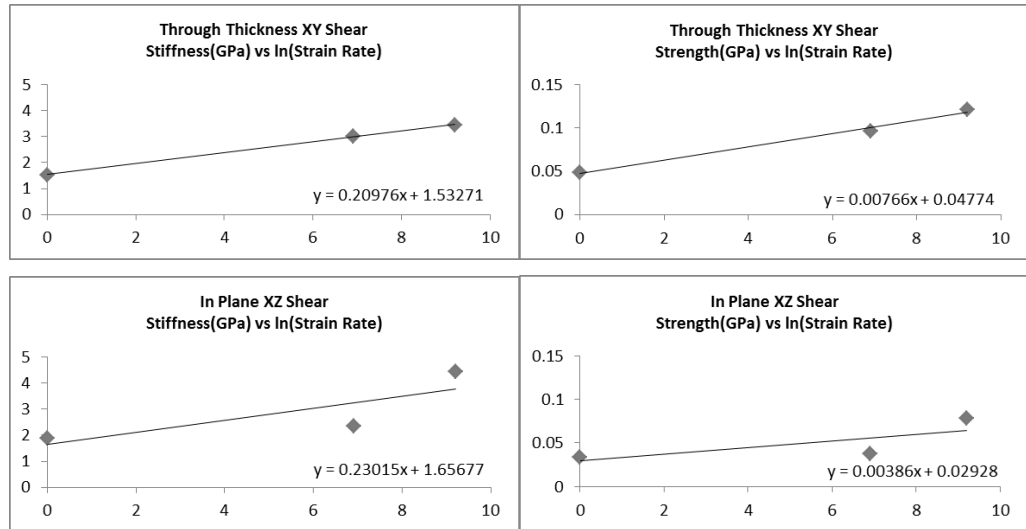 Through Thickness XY Shear
Stiffness(GPa) vs ln(Strain Rate)
5
4
3
2
1
0
0 2 4 6 8 10
y = 0.20976x + 1.53271
Through Thickness XY Shear
Strength(GPa) vs ln(Strain Rate)
0.15
0.1
0.05
0
0 2 4 6 8 10
y = 0.00766x + 0.04774
In Plane XZ Shear
Stiffness(GPa) vs ln(Strain Rate)
5
4
3
2
1
0
0 2 4 6 8 10
y = 0.23015x + 1.65677
In Plane XZ Shear
Strength(GPa) vs ln(Strain Rate)
0.15
0.1
0.05
0
0 2 4 6 8 10
y = 0.00386x + 0.02928